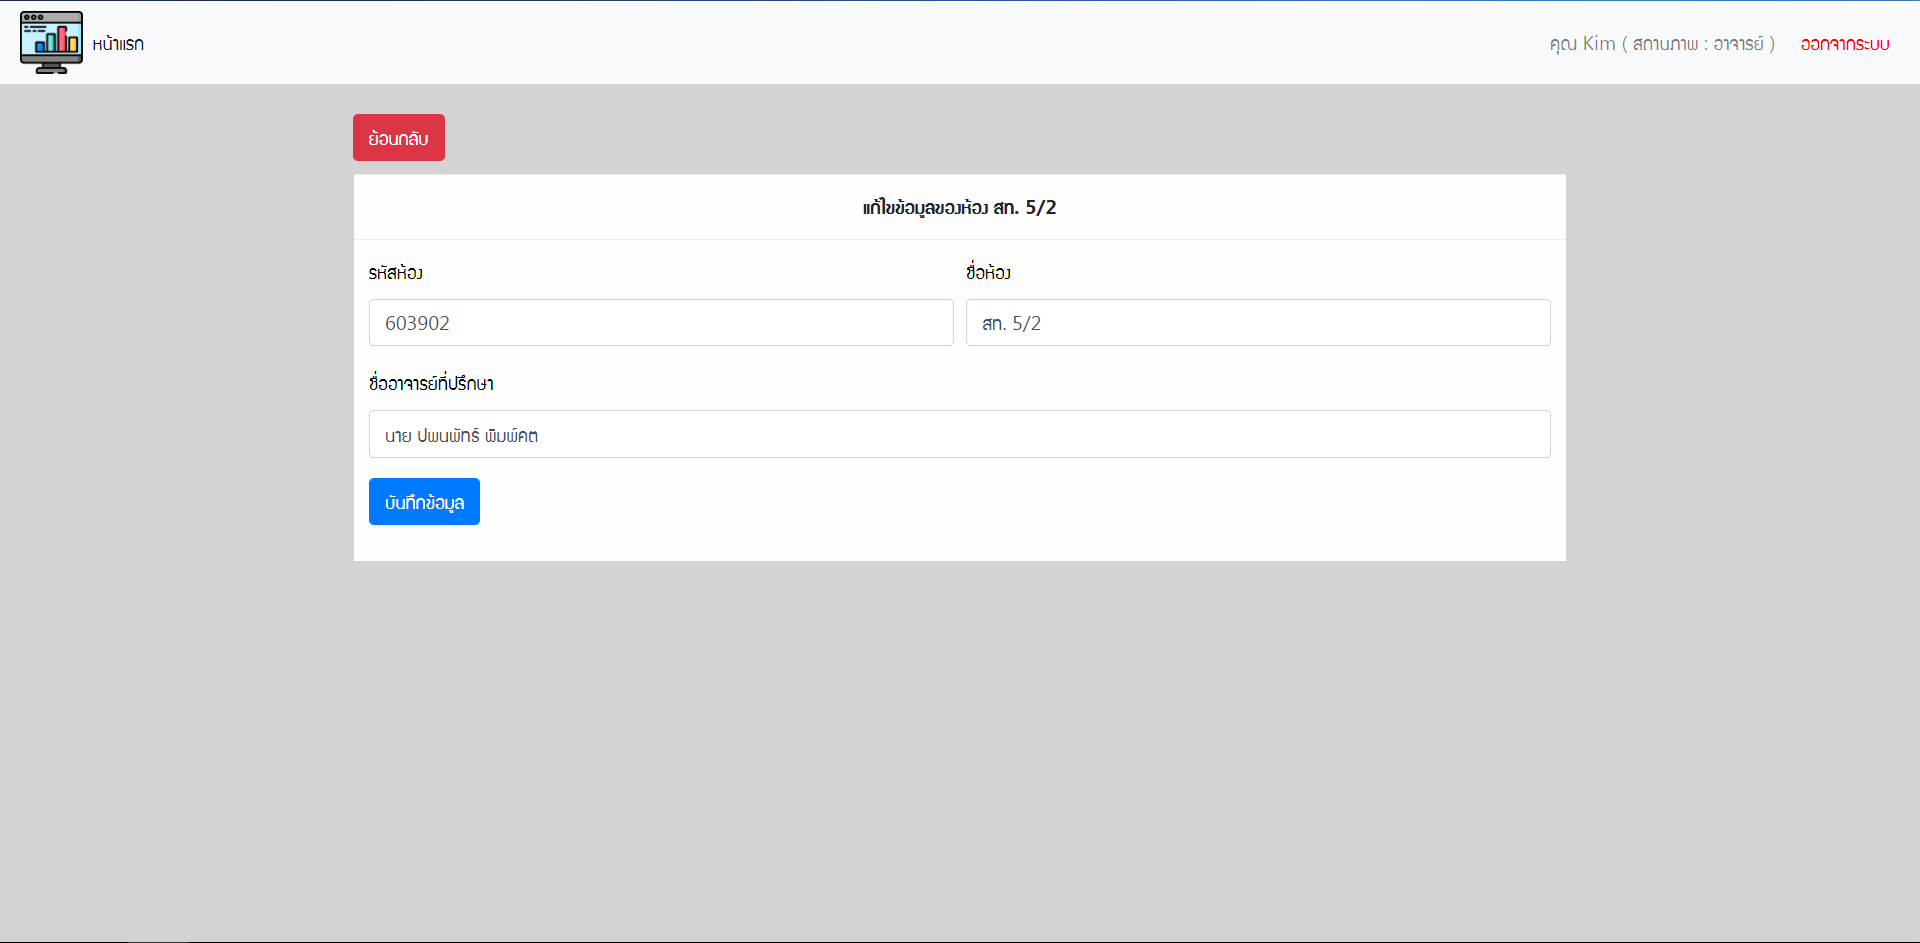 หน้าแรก
คุณ Kim ( สถานภาพ : อาจารย์ ) ออกจากระบบ
ย้อนกลับ
แก้ไขข้อมูลของห้อง สท. 5/2
รหัสห้อง
ชื่อห้อง
603902
สท. 5/2
ชื่ออาจารย์ที่ปรึกษา
นาย ปพนพัทธ์ พิมพ์คต
บันทึกข้อมูล